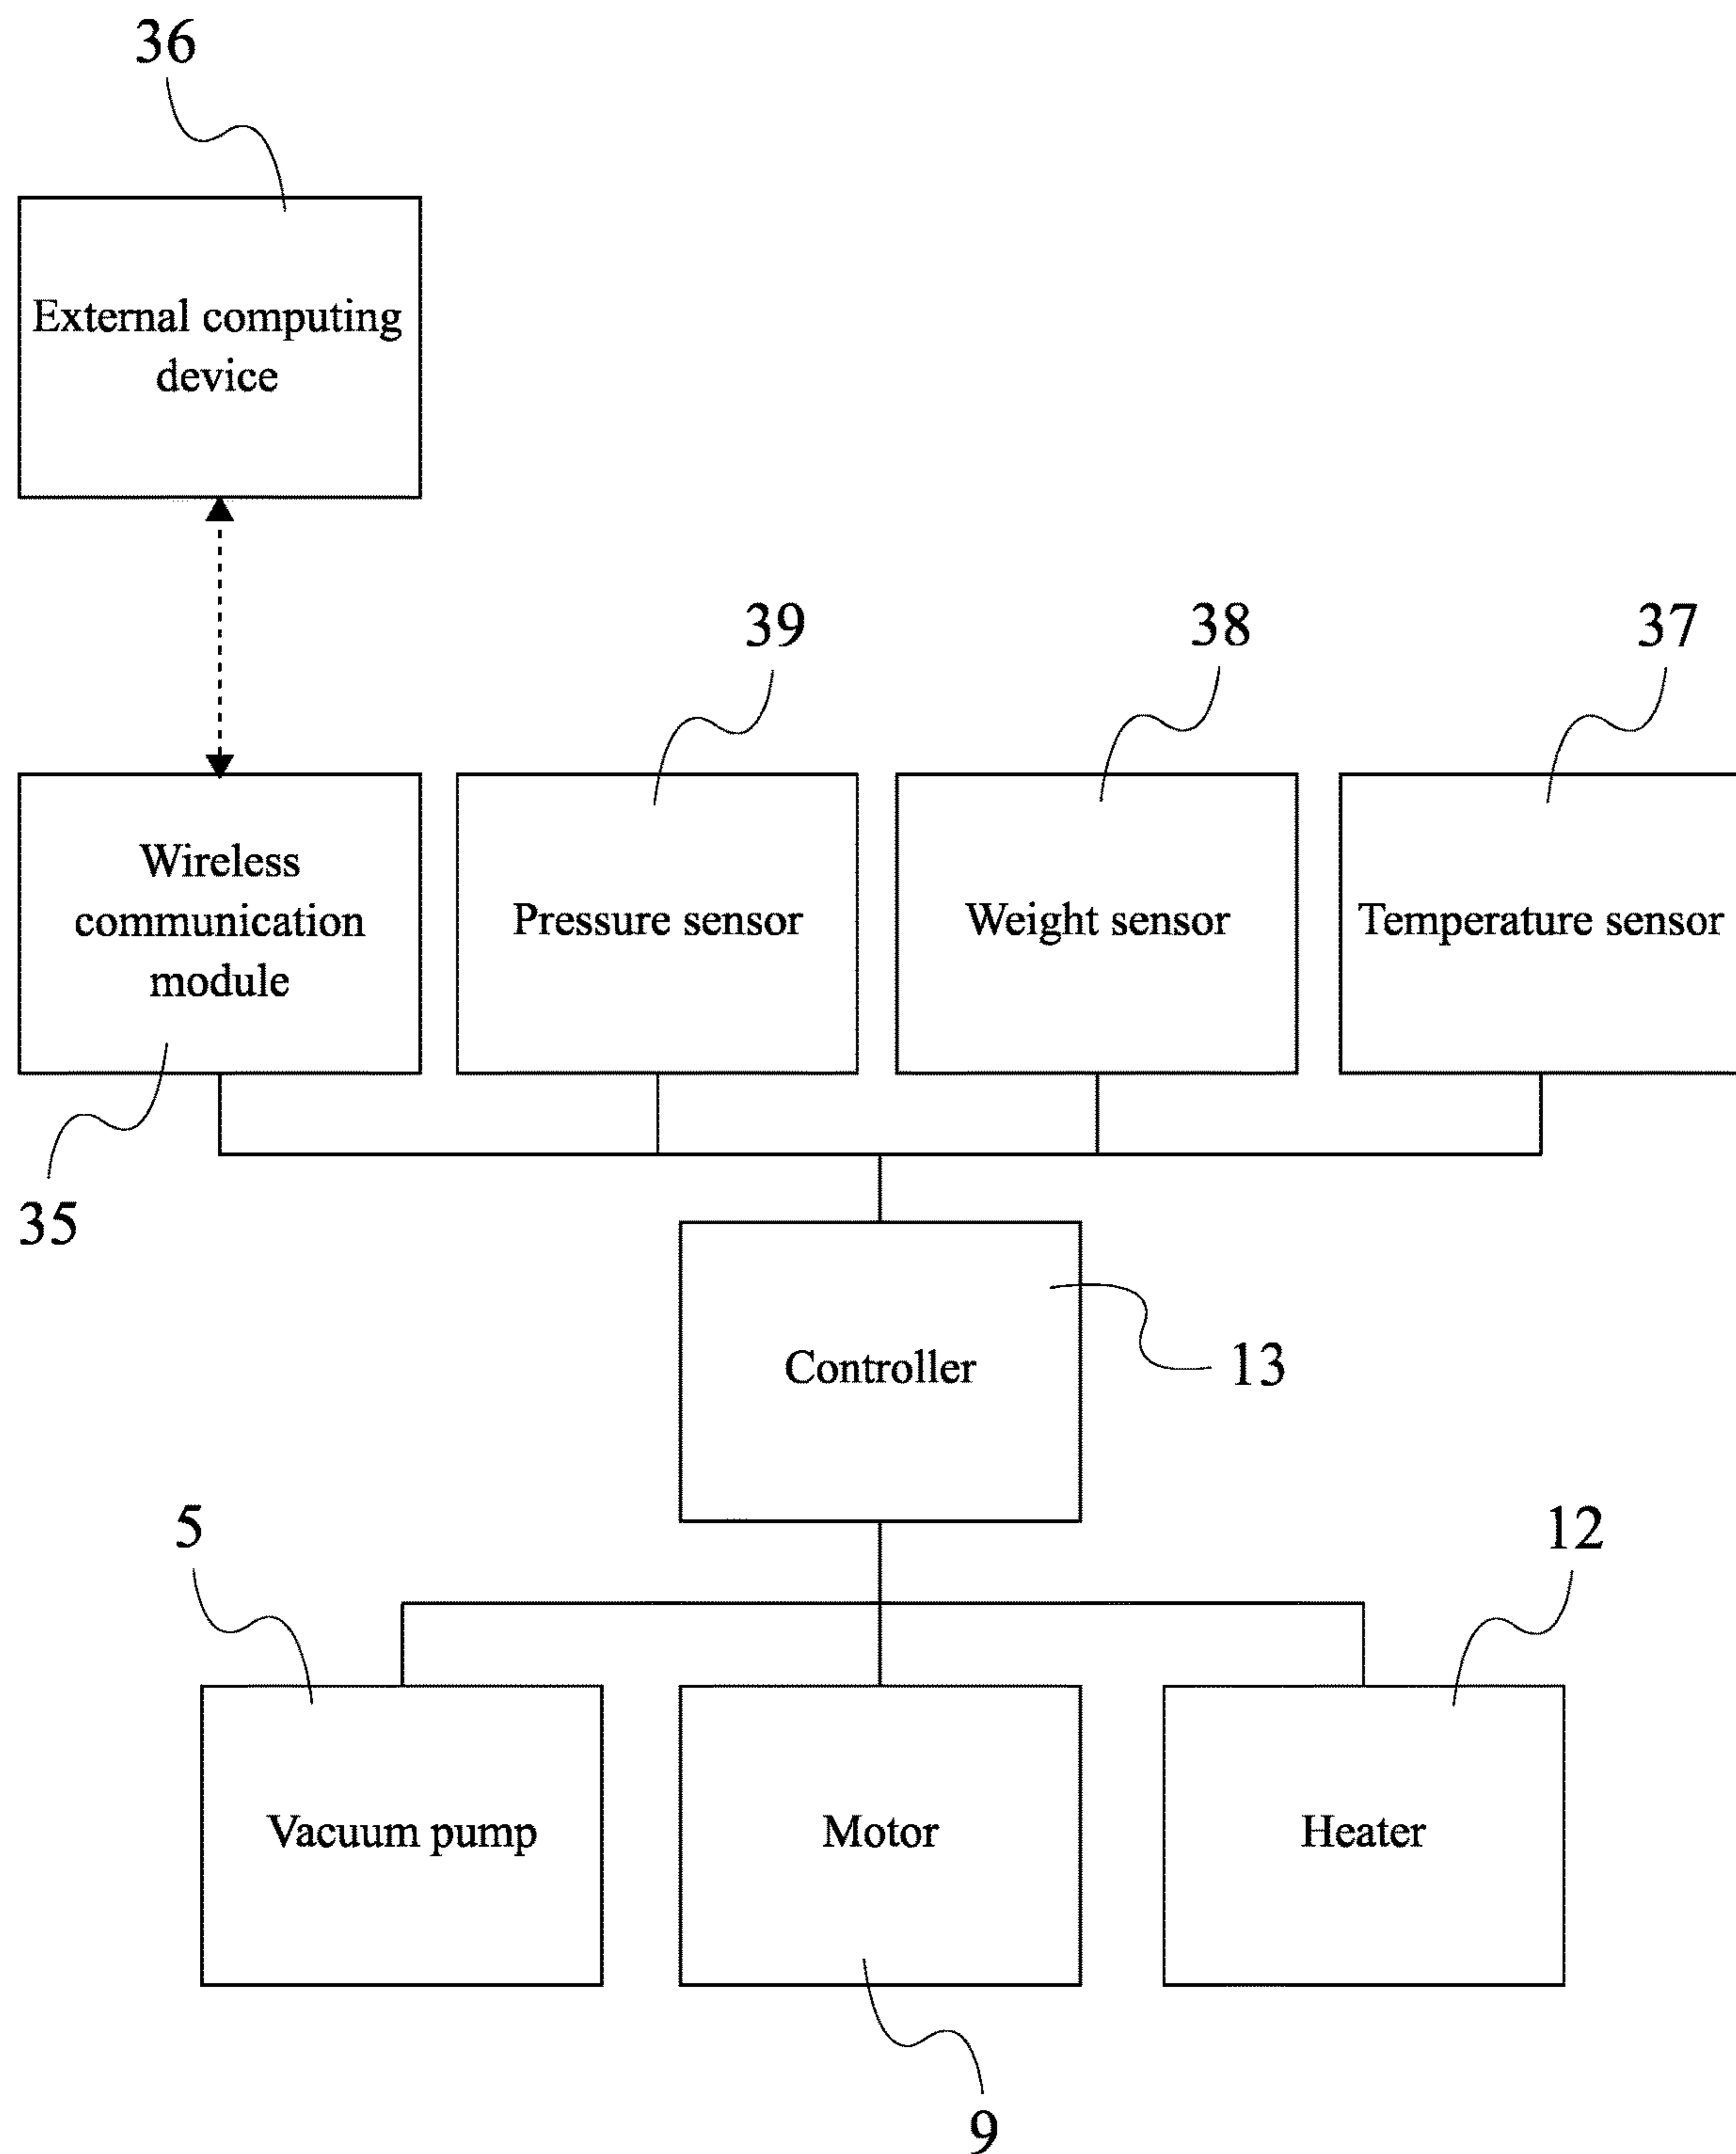 36
External computing
device
39
38
37
Wireless
communication
module
Pressure sensor
Weight sensor
Temperature sensor
35
Controller
13
5
12
Vacuum pump
Motor
Heater
9